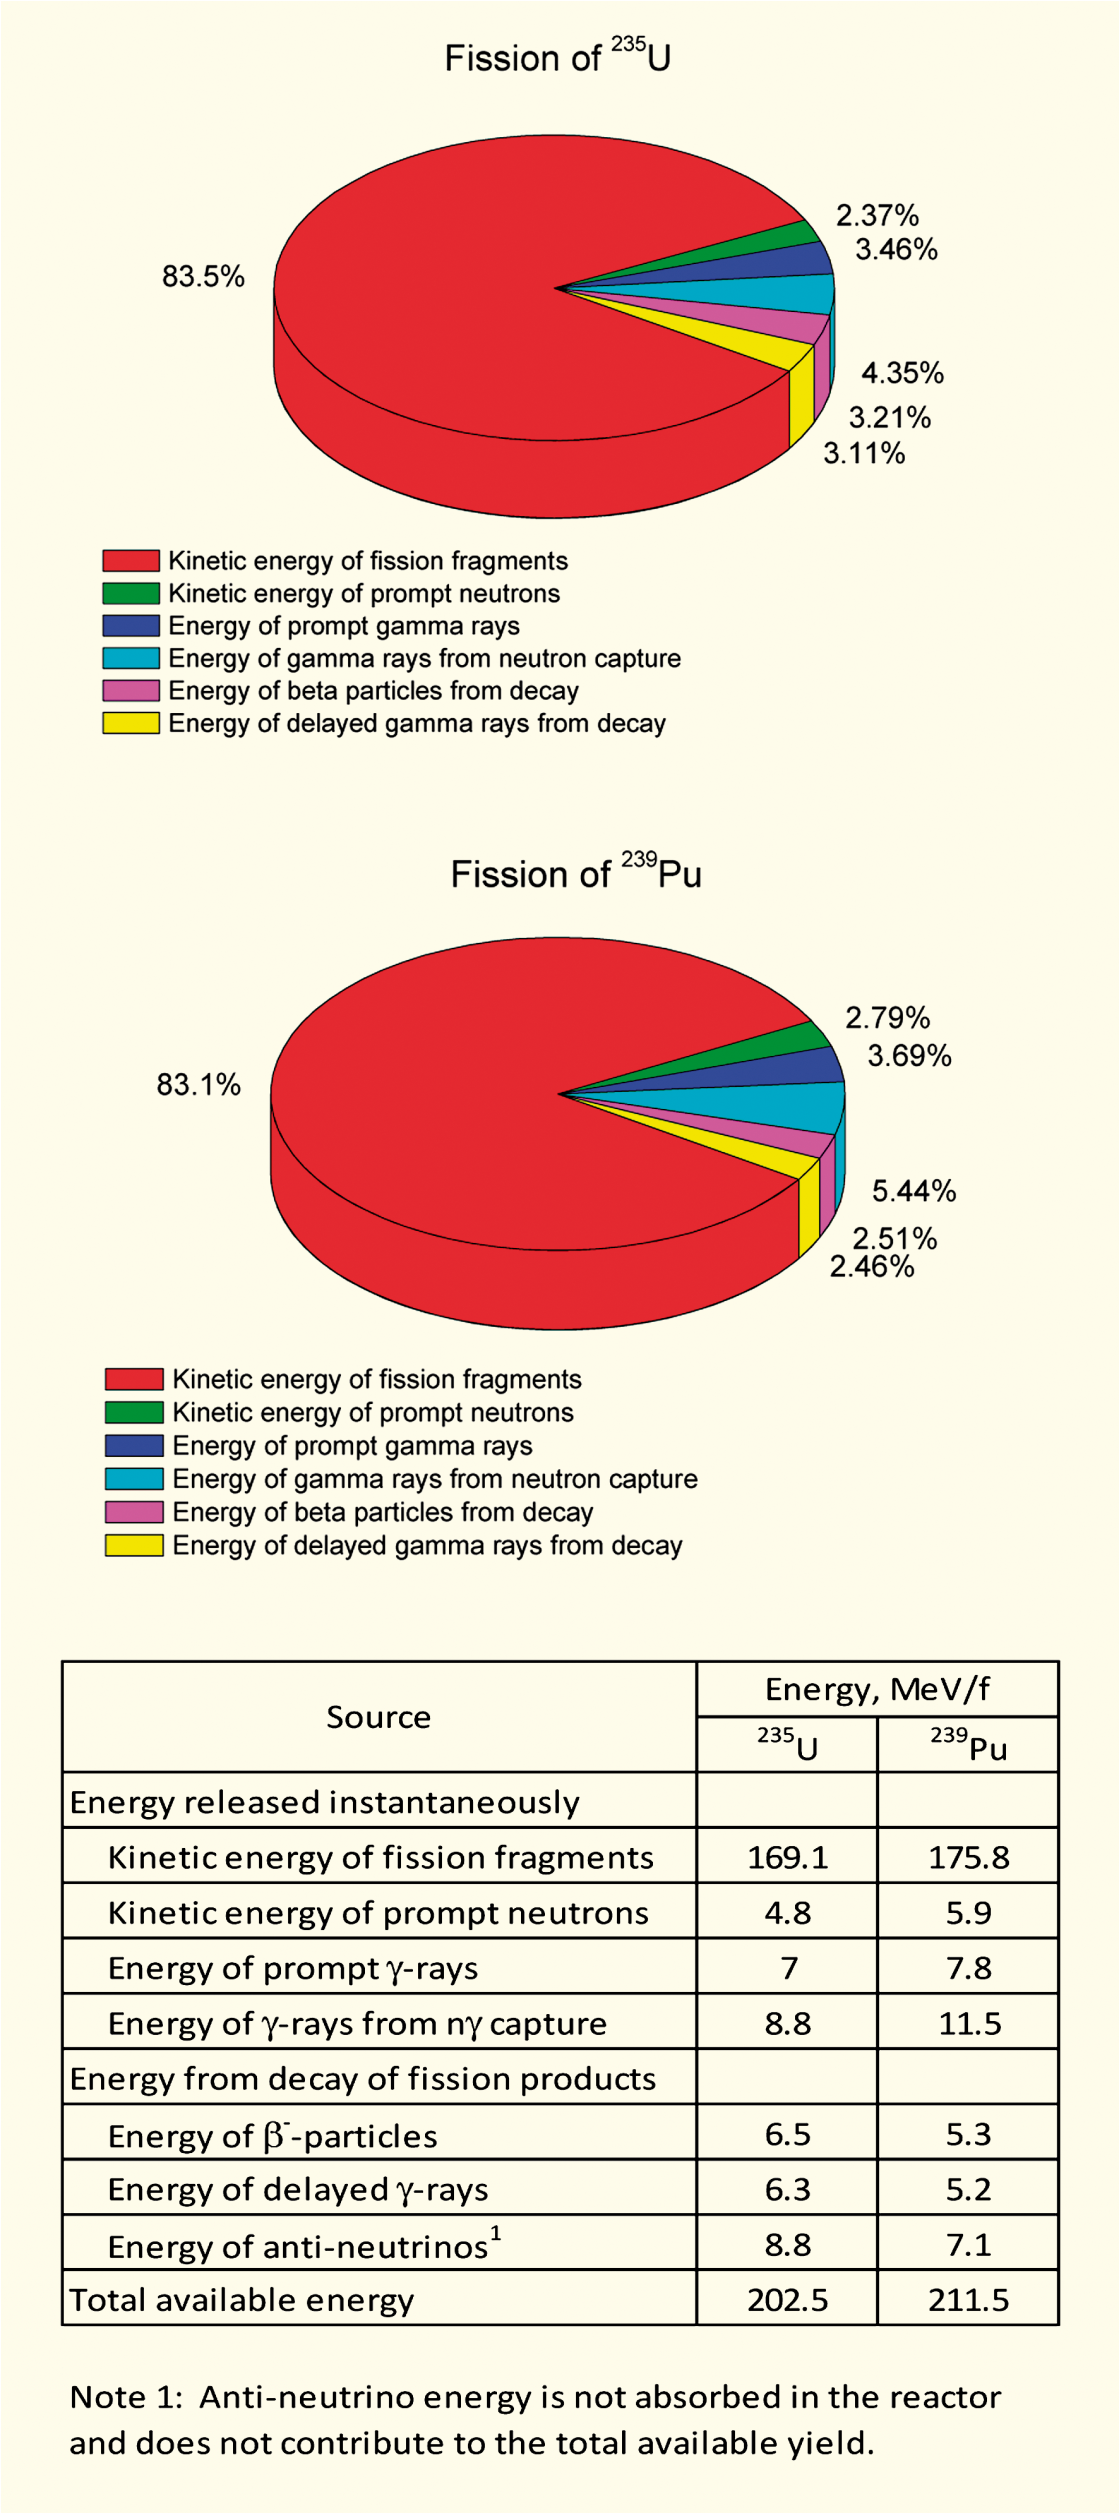 Fission of ²³⁵U
2.37%
3.46%
83.5%
4.35%
3.21%
3.11%
Kinetic energy of fission fragments
Kinetic energy of prompt neutrons
Energy of prompt gamma rays
Energy of gamma rays from neutron capture
Energy of beta particles from decay
Energy of delayed gamma rays from decay
Fission of ²³⁹Pu
2.79%
3.69%
83.1%
5.44%
2.51%
2.46%
Kinetic energy of fission fragments
Kinetic energy of prompt neutrons
Energy of prompt gamma rays
Energy of gamma rays from neutron capture
Energy of beta particles from decay
Energy of delayed gamma rays from decay
Source Energy, MeV/f
²³⁵U ²³⁹Pu
Energy released instantaneously
Kinetic energy of fission fragments 169.1 175.8
Kinetic energy of prompt neutrons 4.8 5.9
Energy of prompt γ-rays 7 7.8
Energy of γ-rays from nγ capture 8.8 11.5
Energy from decay of fission products
Energy of β⁻-particles 6.5 5.3
Energy of delayed γ-rays 6.3 5.2
Energy of anti-neutrinos¹ 8.8 7.1
Total available energy 202.5 211.5
Note 1: Anti-neutrino energy is not absorbed in the reactor
and does not contribute to the total available yield.